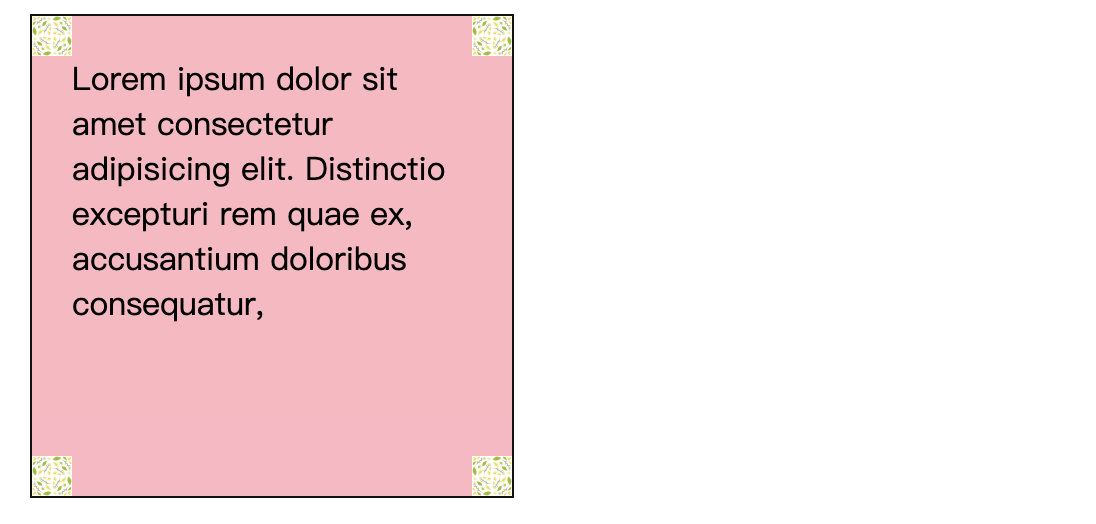 Lorem ipsum dolor sit
amet consectetur
adipisicing elit. Distinctio
excepturi rem quae ex,
accusantium doloribus
consequatur,